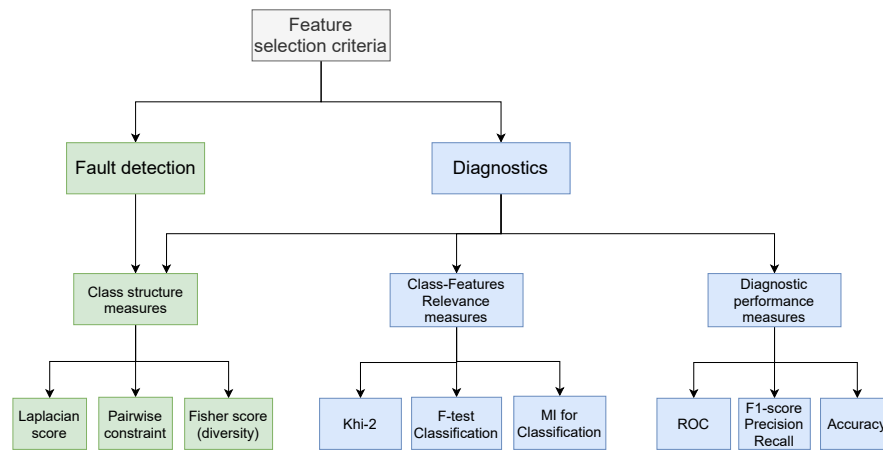 Feature
selection criteria
Fault detection
Diagnostics
Class structure
measures
Class-Features
Relevance
measures
Diagnostic
performance
measures
Laplacian
score
Pairwise
constraint
Fisher score
(diversity)
Khi-2
F-test
Classification
MI for
Classification
ROC
F1-score
Precision
Recall
Accuracy